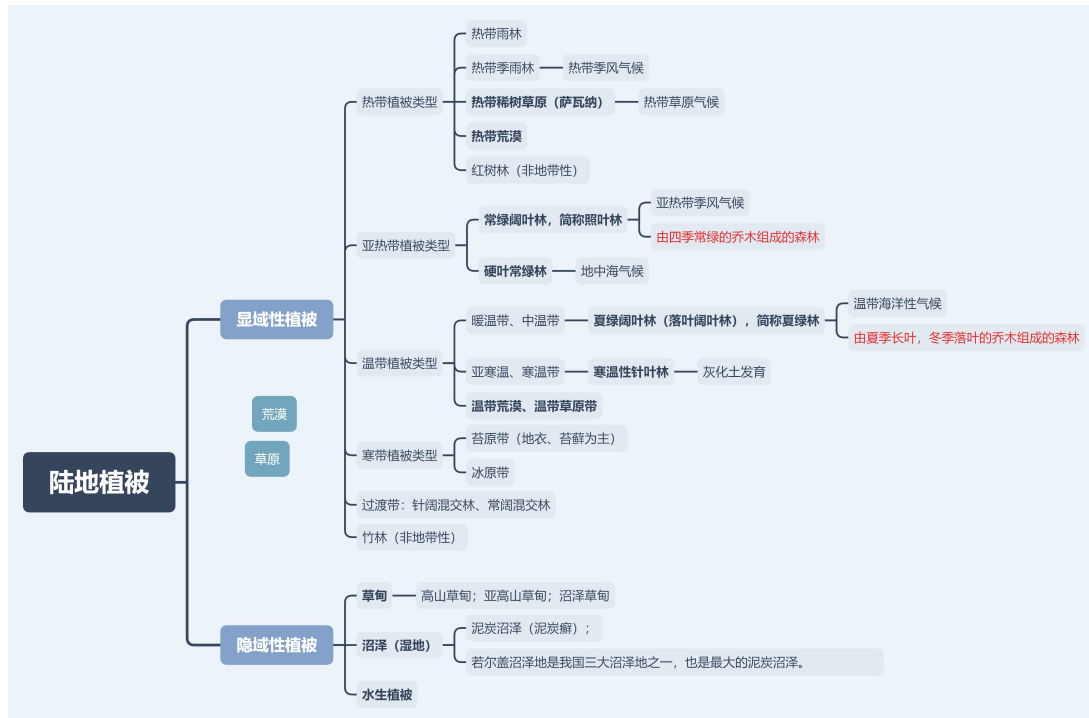 陆地植被
显域性植被
热带植被类型
热带雨林
热带季雨林
热带季风气候
热带稀树草原（萨瓦纳）
热带草原气候
热带荒漠
红树林（非地带性）
亚热带植被类型
常绿阔叶林，简称照叶林
亚热带季风气候
由四季常绿的乔木组成的森林
硬叶常绿林
地中海气候
温带植被类型
暖温带、中温带
夏绿阔叶林（落叶阔叶林），简称夏绿林
温带海洋性气候
由夏季长叶，冬季落叶的乔木组成的森林
亚寒温、寒温带
寒温性针叶林
灰化土发育
温带荒漠、温带草原带
寒带植被类型
苔原带（地衣、苔藓为主）
冰原带
过渡带：针阔混交林、常阔混交林
竹林（非地带性）
荒漠
草原
隐域性植被
草甸
高山草甸；亚高山草甸；沼泽草甸
沼泽（湿地）
泥炭沼泽（泥炭癣）；
若尔盖沼泽地是我国三大沼泽地之一，也是最大的泥炭沼泽。
水生植被